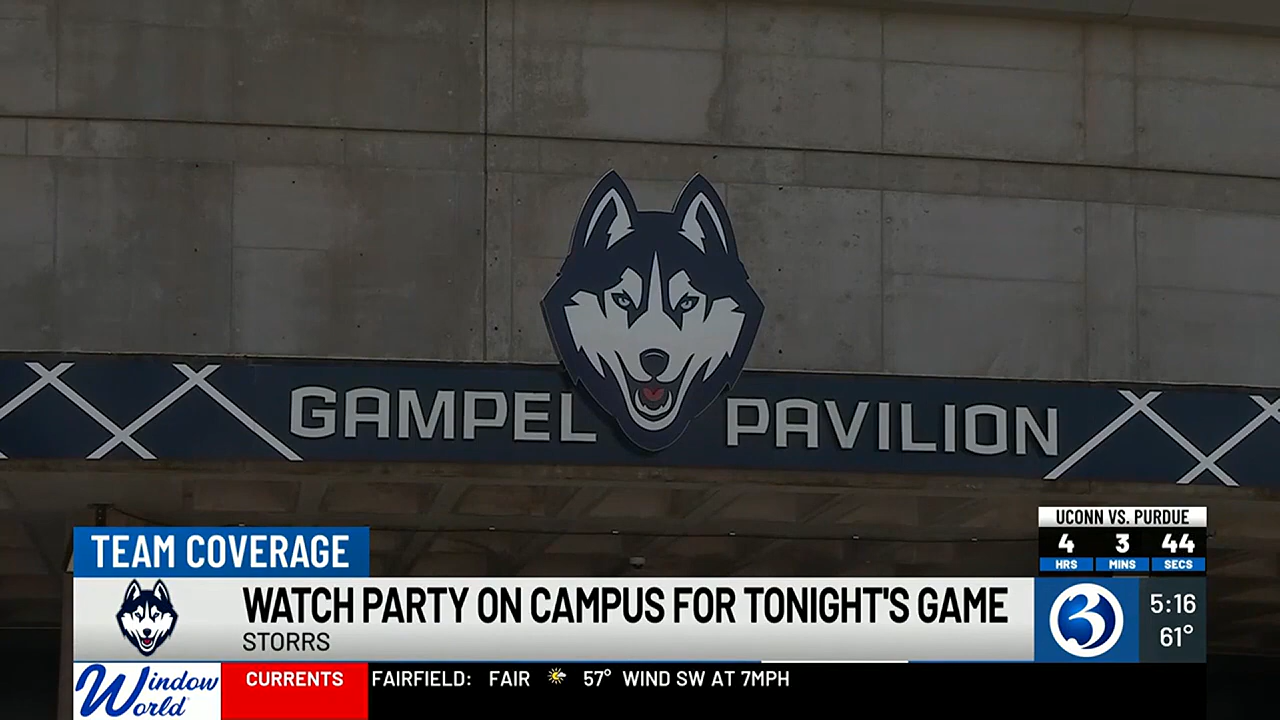 GAMPEL PAVILION
UCONN VS. PURDUE
4 3 44
HRS MINS SECS
TEAM COVERAGE
WATCH PARTY ON CAMPUS FOR TONIGHT'S GAME
STORRS
3
5:16
61°
Window World
CURRENTS
FAIRFIELD: FAIR 57° WIND SW AT 7MPH